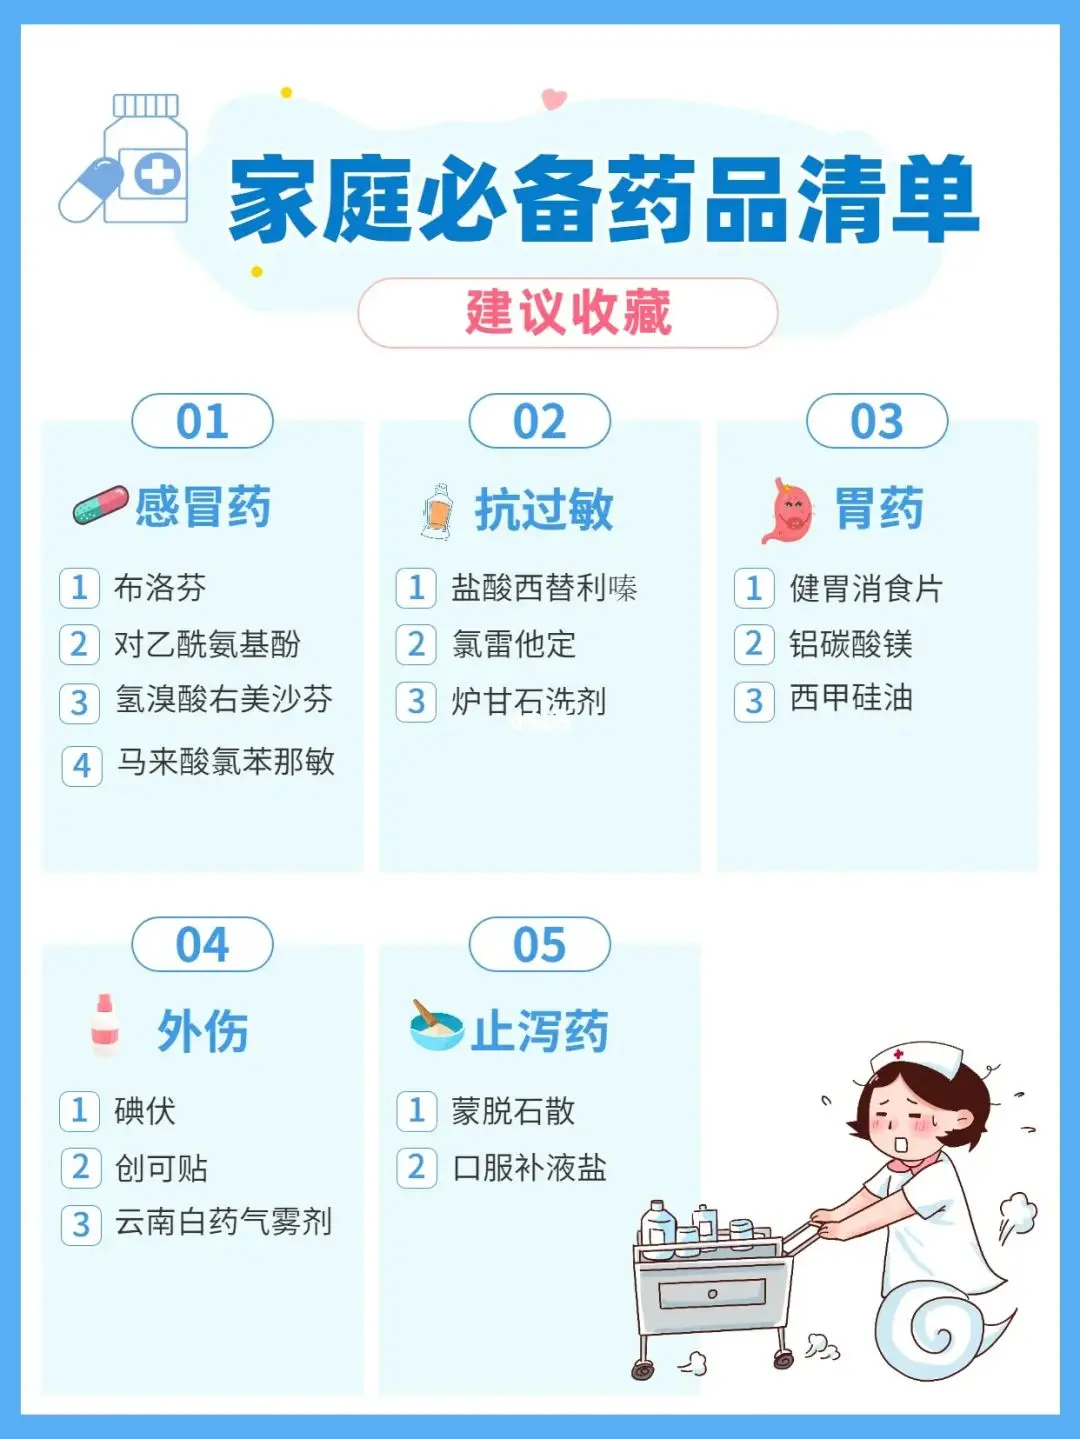 家庭必备药品清单
建议收藏
01
感冒药
1 布洛芬
2 对乙酰氨基酚
3 氢溴酸右美沙芬
4 马来酸氯苯那敏
02
抗过敏
1 盐酸西替利嗪
2 氯雷他定
3 炉甘石洗剂
03
胃药
1 健胃消食片
2 铝碳酸镁
3 西甲硅油
04
外伤
1 碘伏
2 创可贴
3 云南白药气雾剂
05
止泻药
1 蒙脱石散
2 口服补液盐